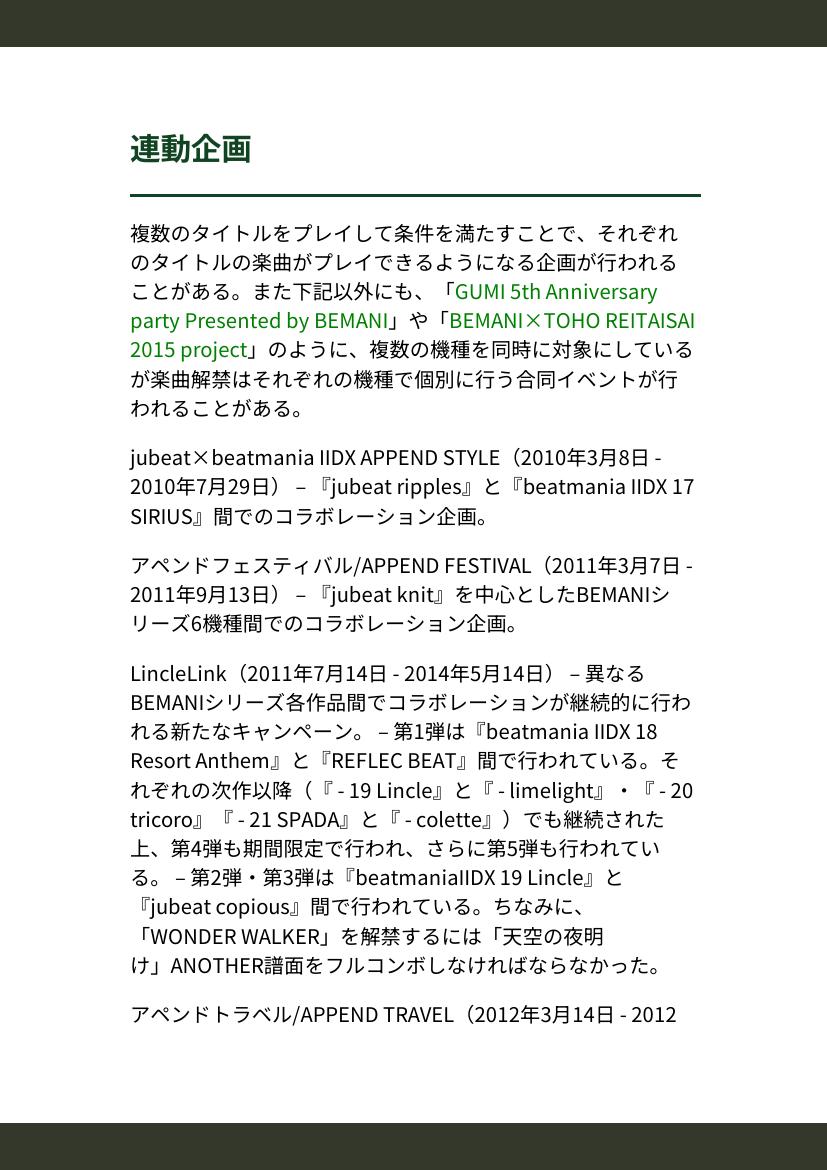 連動企画
複数のタイトルをプレイして条件を満たすことで、それぞれ
のタイトルの楽曲がプレイできるようになる企画が行われる
ことがある。また下記以外にも、「GUMI 5th Anniversary
party Presented by BEMANI」や「BEMANI×TOHO REITAISAI
2015 project」のように、複数の機種を同時に対象にしている
が楽曲解禁はそれぞれの機種で個別に行う合同イベントが行
われることがある。
jubeat×beatmania IIDX APPEND STYLE（2010年3月8日 -
2010年7月29日） – 『jubeat ripples』と『beatmania IIDX 17
SIRIUS』間でのコラボレーション企画。
アペンドフェスティバル/APPEND FESTIVAL（2011年3月7日 -
2011年9月13日） – 『jubeat knit』を中心としたBEMANIシ
リーズ6機種間でのコラボレーション企画。
LincleLink（2011年7月14日 - 2014年5月14日） – 異なる
BEMANIシリーズ各作品間でコラボレーションが継続的に行わ
れる新たなキャンペーン。 – 第1弾は『beatmania IIDX 18
Resort Anthem』と『REFLEC BEAT』間で行われている。そ
れぞれの次作以降（『 - 19 Lincle』と『 - limelight』・『 - 20
tricoro』『 - 21 SPADA』と『 - colette』）でも継続された
上、第4弾も期間限定で行われ、さらに第5弾も行われてい
る。 – 第2弾・第3弾は『beatmaniaIIDX 19 Lincle』と
『jubeat copious』間で行われている。ちなみに、
「WONDER WALKER」を解禁するには「天空の夜明
け」ANOTHER譜面をフルコンボしなければならなかった。
アペンドトラベル/APPEND TRAVEL（2012年3月14日 - 2012